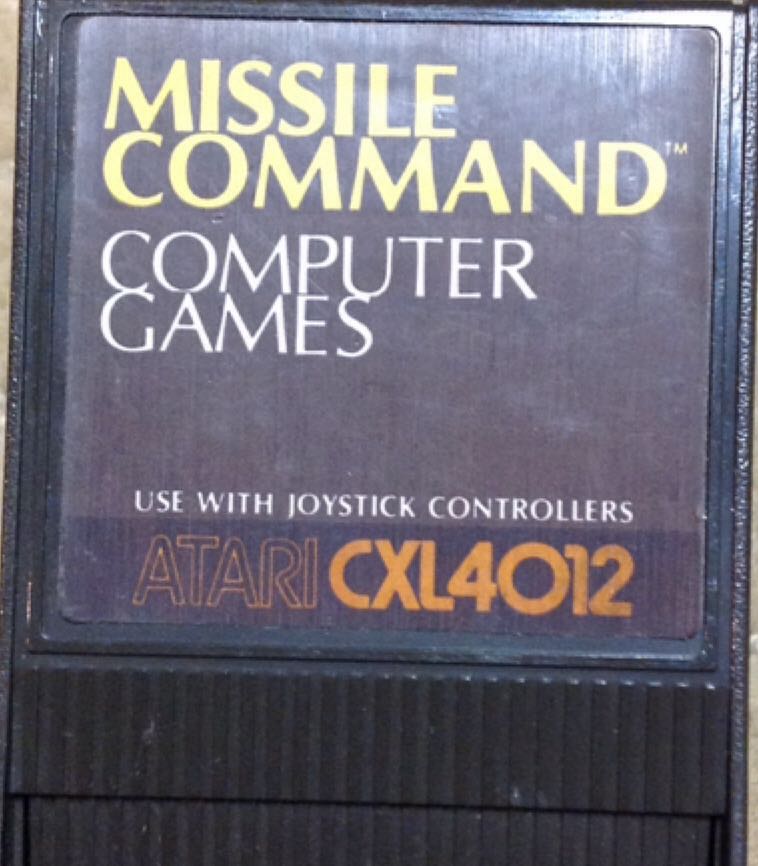 MISSILE
COMMAND™
COMPUTER
GAMES
USE WITH JOYSTICK CONTROLLERS
ATARI CXL4012